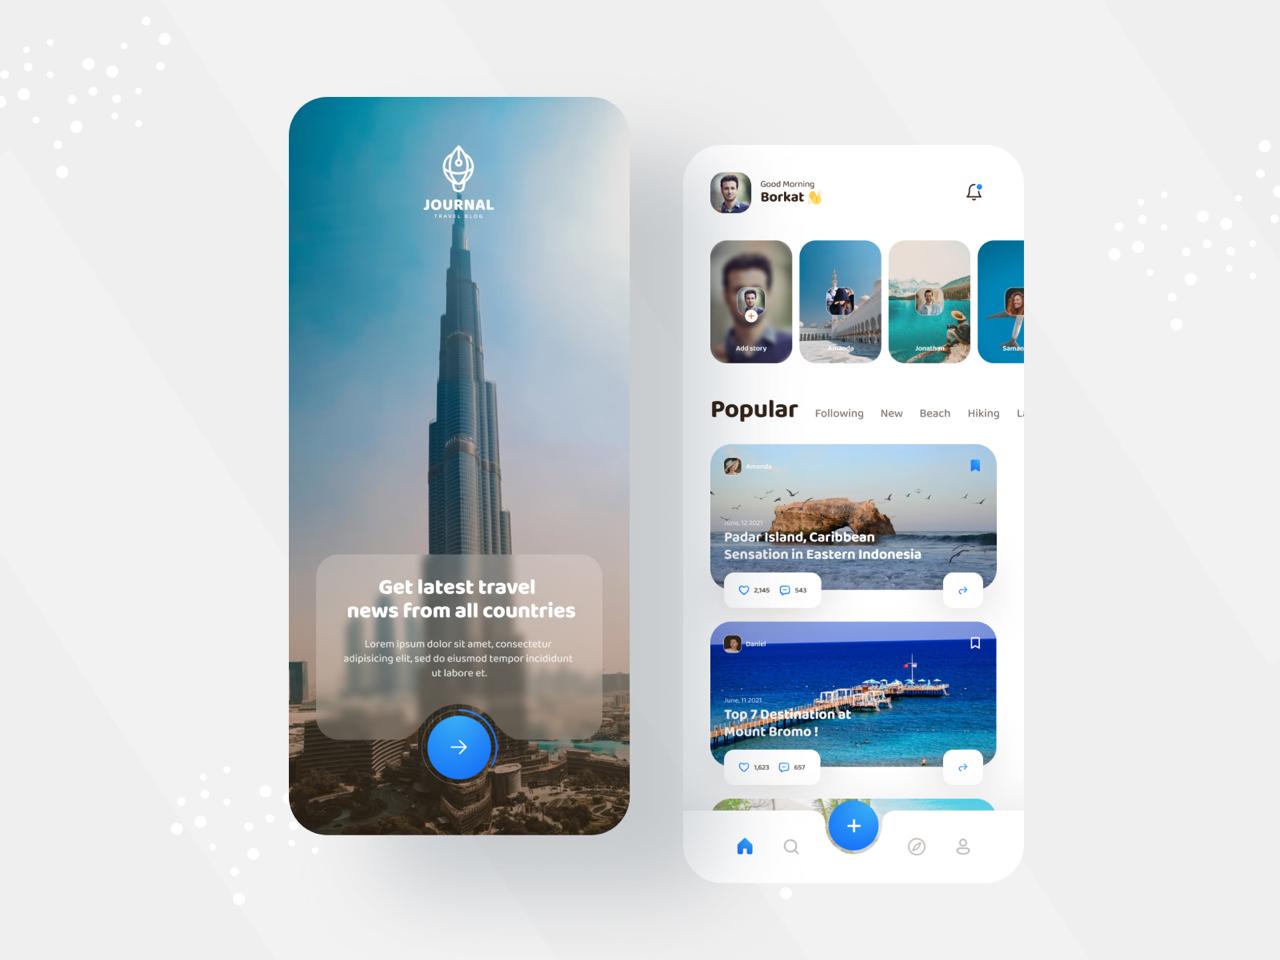 JOURNAL
TRAVEL BLOG
Get latest travel
news from all countries
Lorem ipsum dolor sit amet, consectetur
adipisicing elit, sed do eiusmod tempor incididunt
ut labore et.
Good Morning
Borkat 👋
Add story
Amanda
Jonathan
Saman
Popular Following New Beach Hiking La
Amanda
June, 12 2021
Padar Island, Caribbean
Sensation in Eastern Indonesia
2,145 543
Daniel
June, 11 2021
Top 7 Destination at
Mount Bromo !
1,623 657